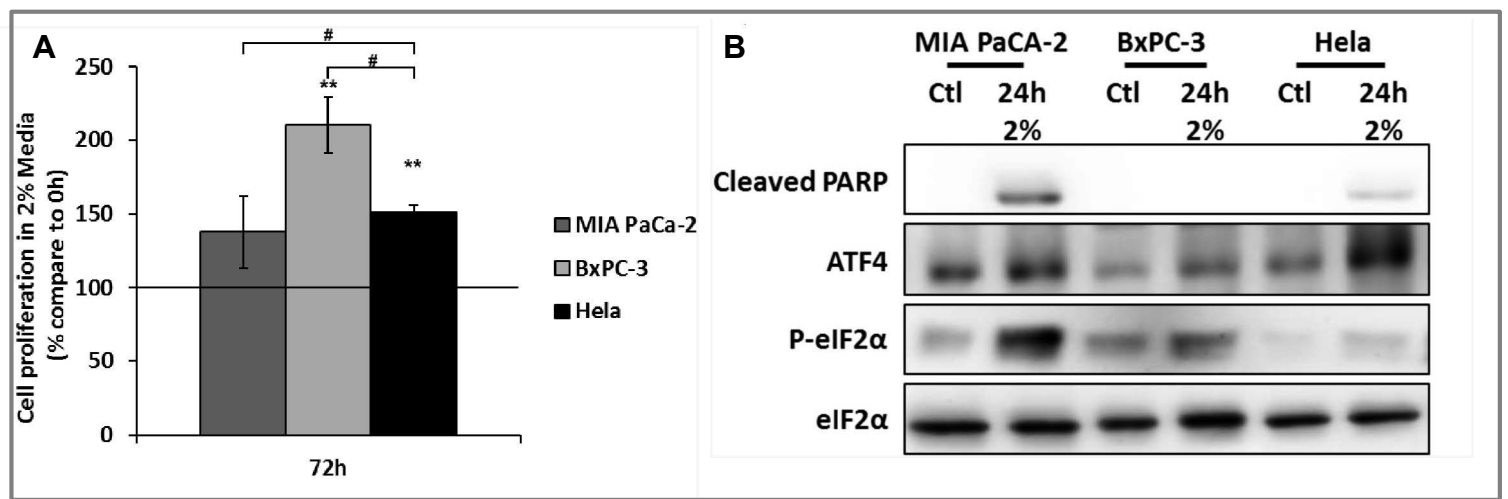 A
#
#
250
**
200
**
150
100
50
0
Cell proliferation in 2% Media
(% compare to 0h)
72h
MIA PaCa-2
BxPC-3
Hela
B
MIA PaCA-2 BxPC-3 Hela
Ctl 24h Ctl 24h Ctl 24h
2% 2% 2%
Cleaved PARP
ATF4
P-eIF2α
eIF2α